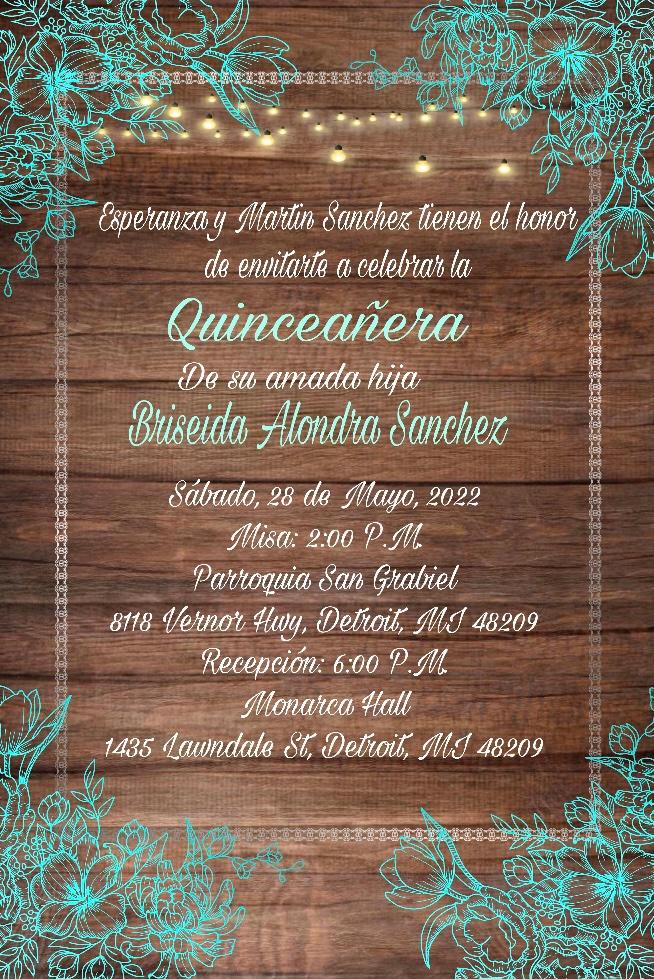 Esperanza y Martin Sanchez tienen el honor
de envitarte a celebrar la
Quinceañera
De su amada hija
Briseida Alondra Sanchez
Sábado, 28 de Mayo, 2022
Misa: 2:00 P.M.
Parroquia San Grabiel
8118 Vernor Hwy, Detroit, MI 48209
Recepción: 6:00 P.M.
Monarca Hall
1435 Lawndale St, Detroit, MI 48209